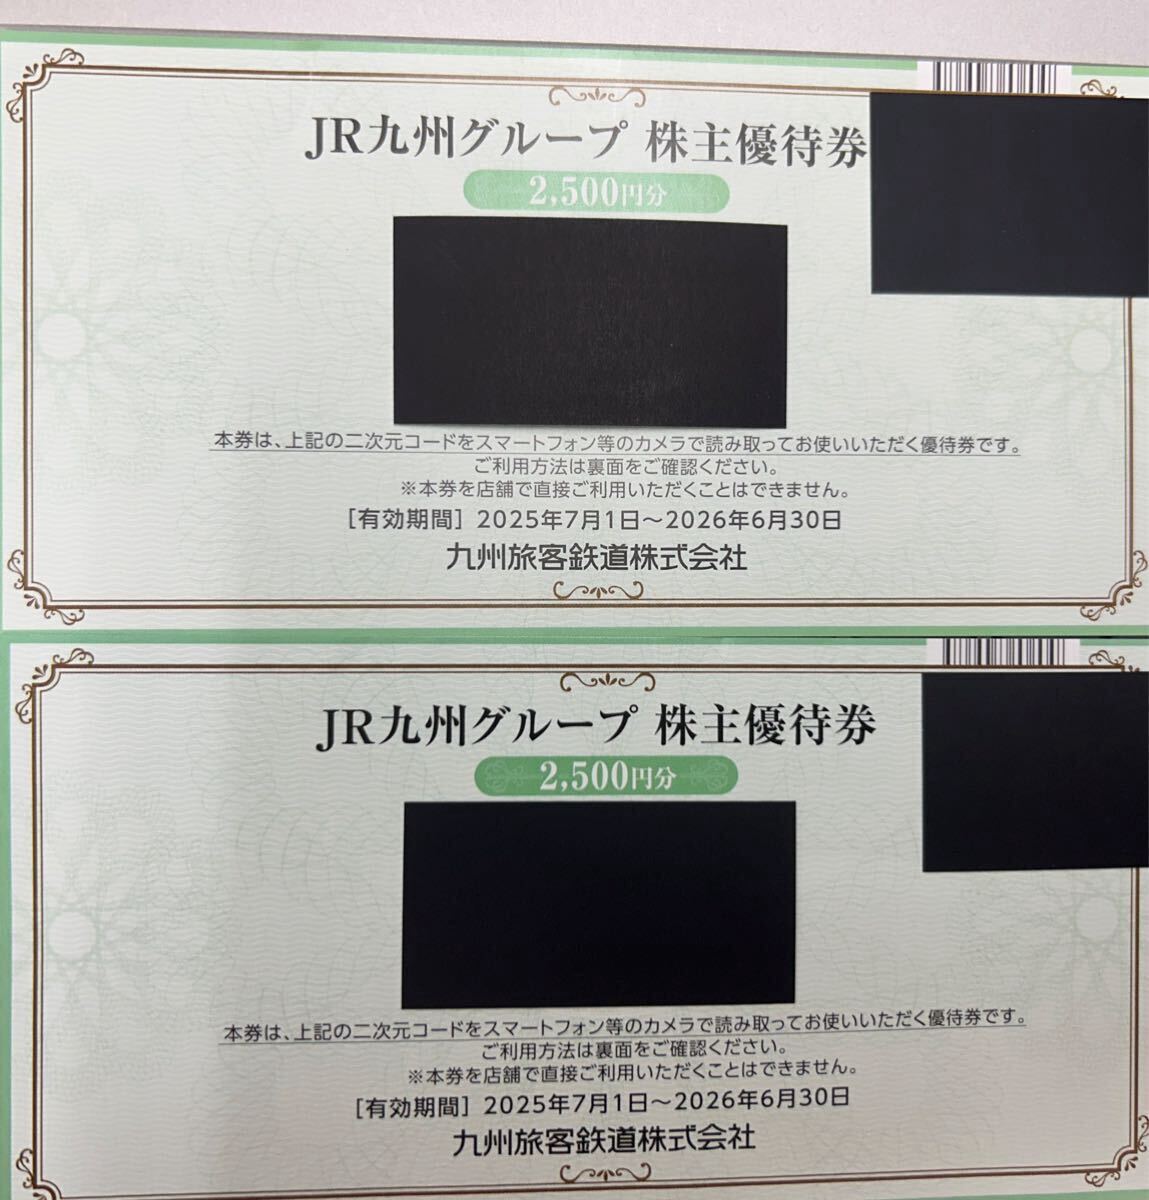 JR九州グループ 株主優待券
2,500円分
本券は、上記の二次元コードをスマートフォン等のカメラで読み取ってお使いいただく優待券です。
ご利用方法は裏面をご確認ください。
※本券を店舗で直接ご利用いただくことはできません。
[有効期間] 2025年7月1日～2026年6月30日
九州旅客鉄道株式会社
JR九州グループ 株主優待券
2,500円分
本券は、上記の二次元コードをスマートフォン等のカメラで読み取ってお使いいただく優待券です。
ご利用方法は裏面をご確認ください。
※本券を店舗で直接ご利用いただくことはできません。
[有効期間] 2025年7月1日～2026年6月30日
九州旅客鉄道株式会社